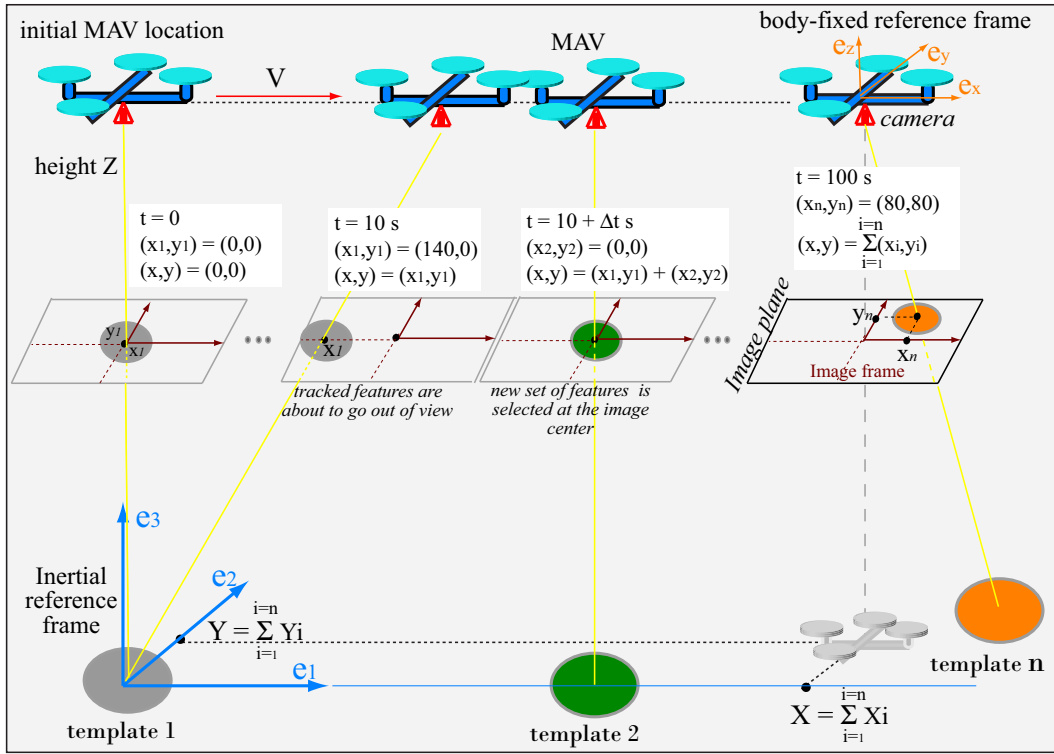 initial MAV location
MAV
body-fixed reference frame
V
ez
ey
ex
camera
height Z
t = 0
(x1,y1) = (0,0)
(x,y) = (0,0)
t = 10 s
(x1,y1) = (140,0)
(x,y) = (x1,y1)
t = 10 + Δt s
(x2,y2) = (0,0)
(x,y) = (x1,y1) + (x2,y2)
t = 100 s
(xn,yn) = (80,80)
i=n
(x,y) = Σ(xi,yi)
i=1
y1
x1
x1
yn
xn
Image plane
Image frame
tracked features are
about to go out of view
new set of features is
selected at the image
center
e3
e2
e1
Inertial
reference
frame
i=n
Y = Σ Yi
i=1
template 1
template 2
template n
i=n
X = Σ Xi
i=1